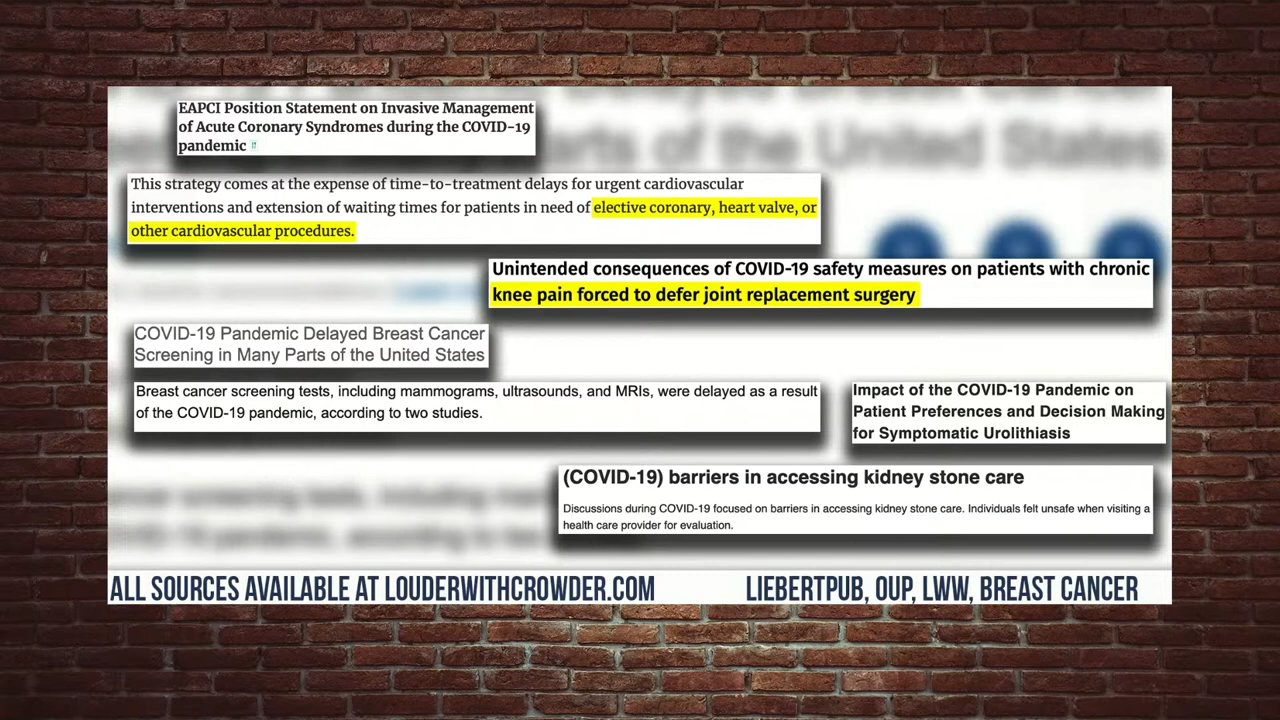 EAPCI Position Statement on Invasive Management
of Acute Coronary Syndromes during the COVID-19
pandemic
This strategy comes at the expense of time-to-treatment delays for urgent cardiovascular
interventions and extension of waiting times for patients in need of elective coronary, heart valve, or
other cardiovascular procedures.
Unintended consequences of COVID-19 safety measures on patients with chronic
knee pain forced to defer joint replacement surgery
COVID-19 Pandemic Delayed Breast Cancer
Screening in Many Parts of the United States
Breast cancer screening tests, including mammograms, ultrasounds, and MRIs, were delayed as a result
of the COVID-19 pandemic, according to two studies.
Impact of the COVID-19 Pandemic on
Patient Preferences and Decision Making
for Symptomatic Urolithiasis
(COVID-19) barriers in accessing kidney stone care
Discussions during COVID-19 focused on barriers in accessing kidney stone care. Individuals felt unsafe when visiting a
health care provider for evaluation.
ALL SOURCES AVAILABLE AT LOUDERWITHCROWDER.COM
LIEBERTPUB, OUP, LWW, BREAST CANCER